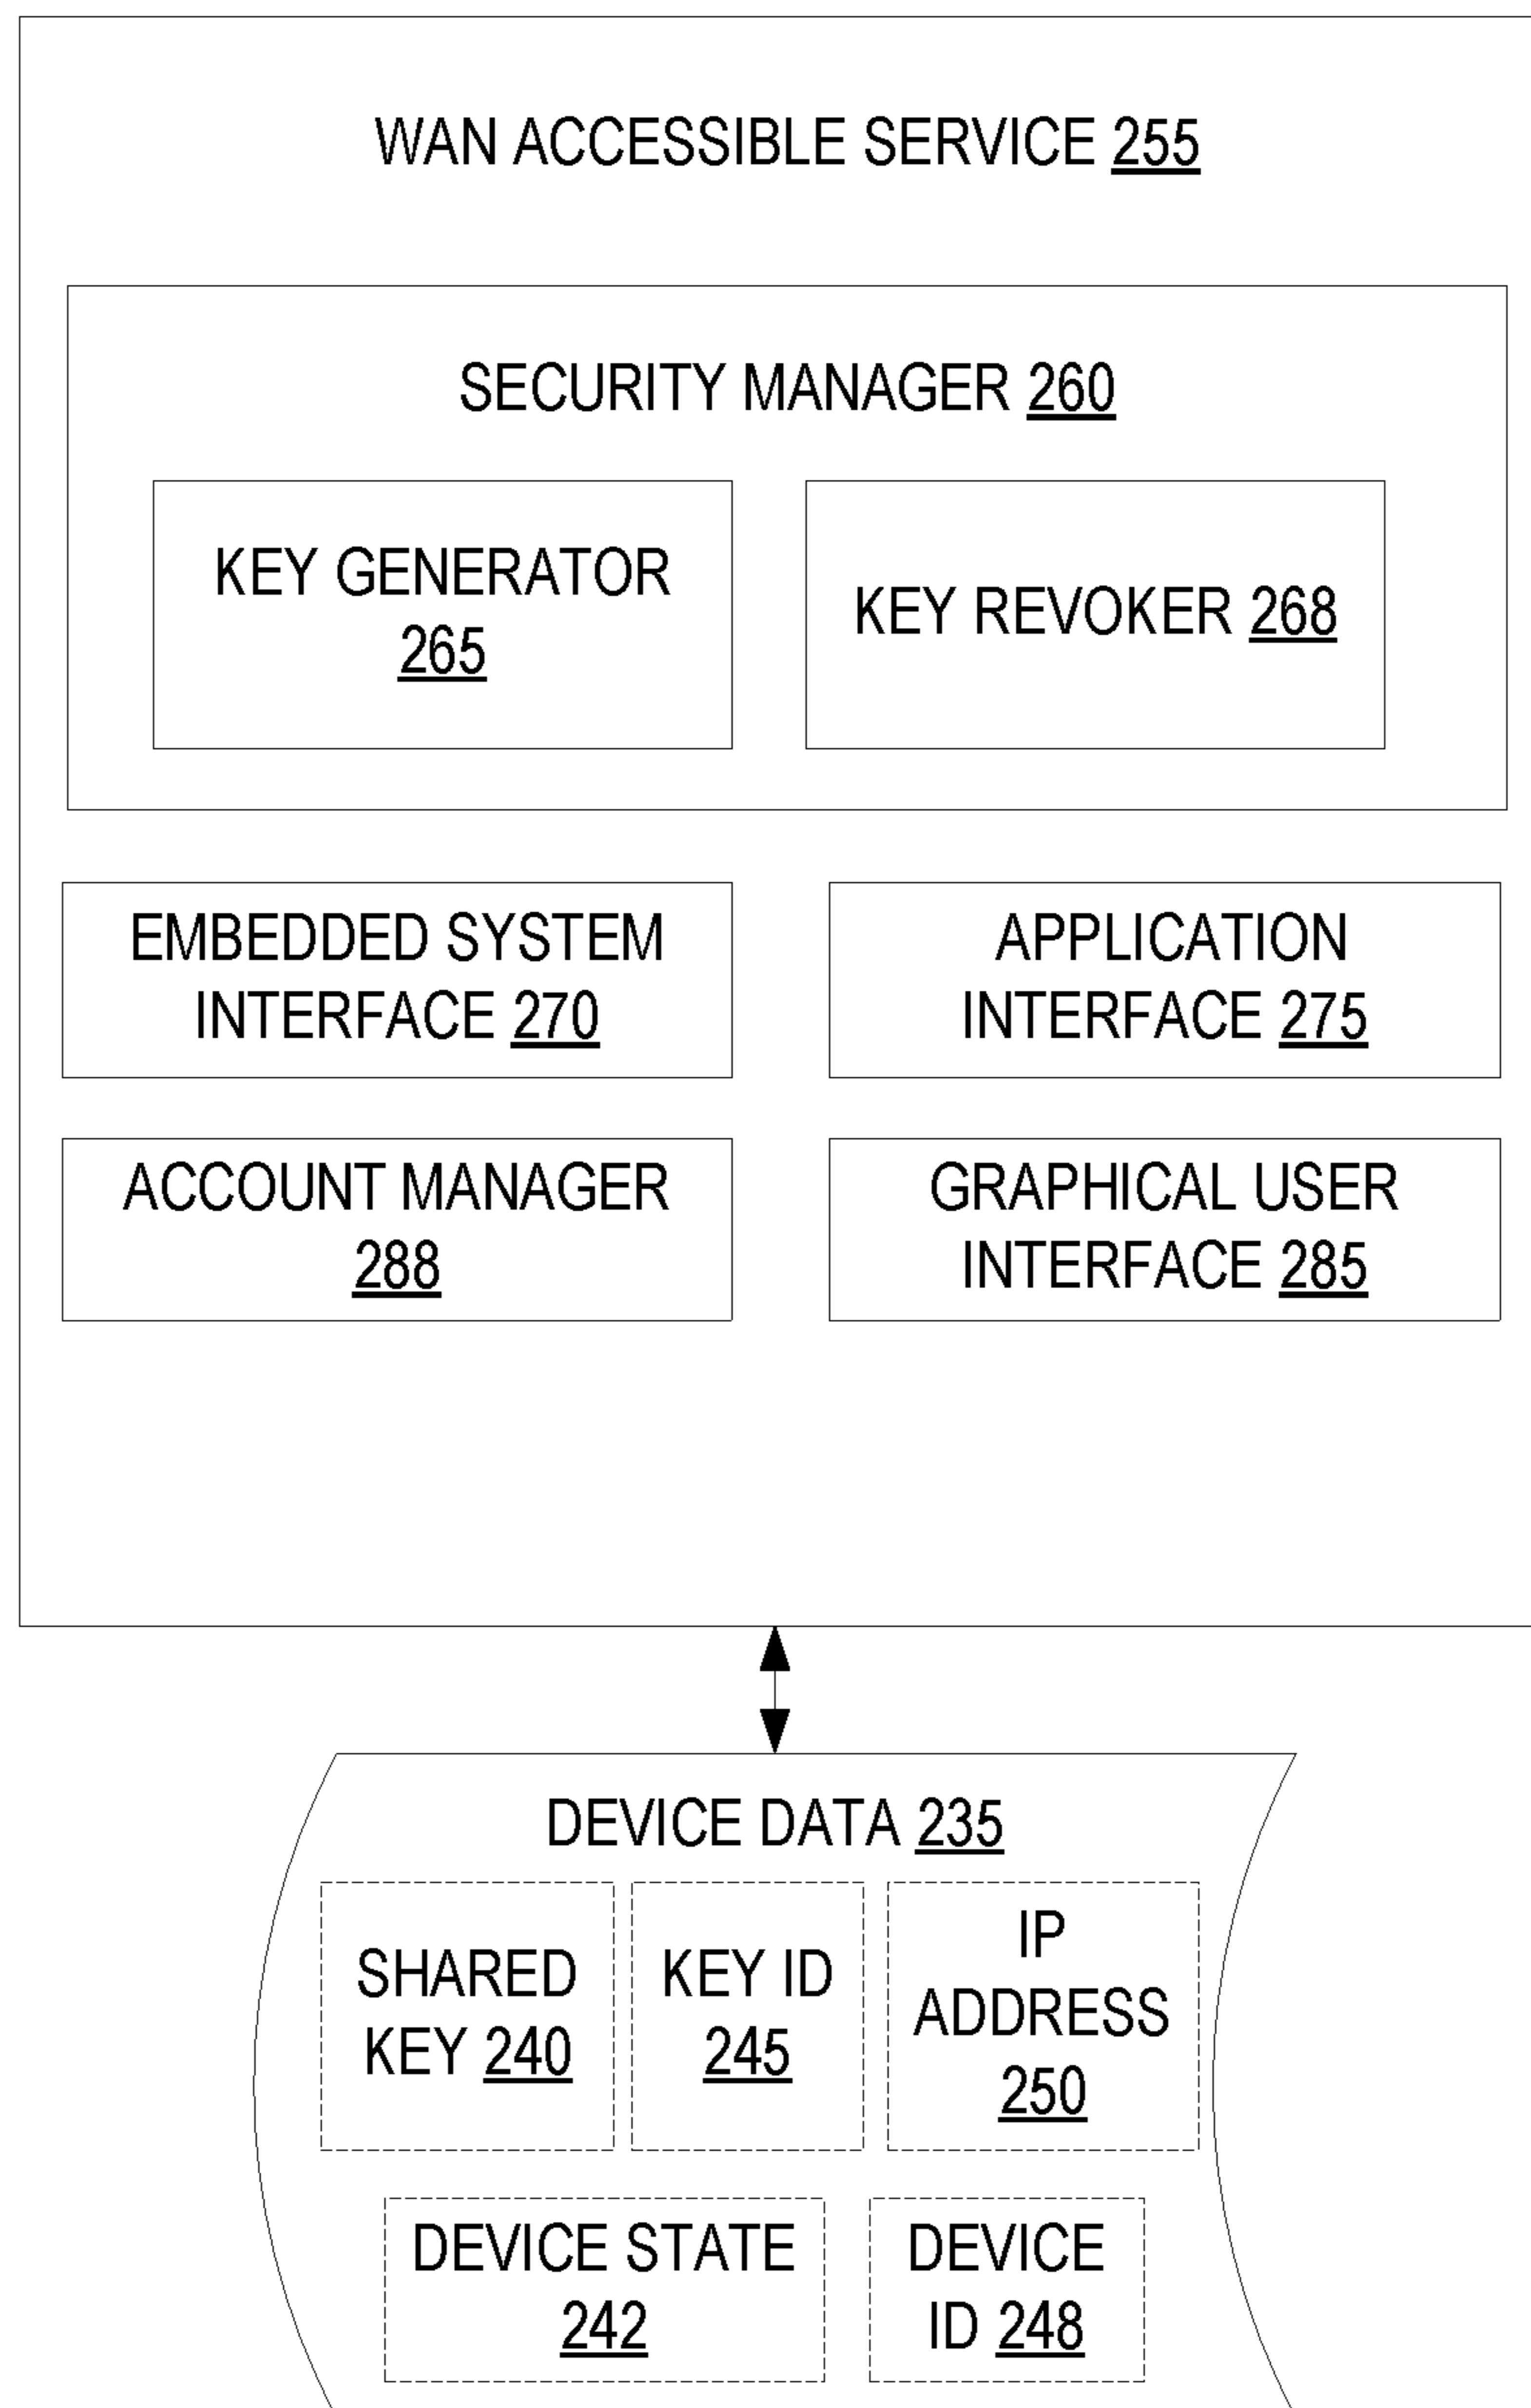 WAN ACCESSIBLE SERVICE 255
SECURITY MANAGER 260
KEY GENERATOR
265
KEY REVOKER 268
EMBEDDED SYSTEM
INTERFACE 270
APPLICATION
INTERFACE 275
ACCOUNT MANAGER
288
GRAPHICAL USER
INTERFACE 285
DEVICE DATA 235
SHARED
KEY 240
KEY ID
245
IP
ADDRESS
250
DEVICE STATE
242
DEVICE
ID 248